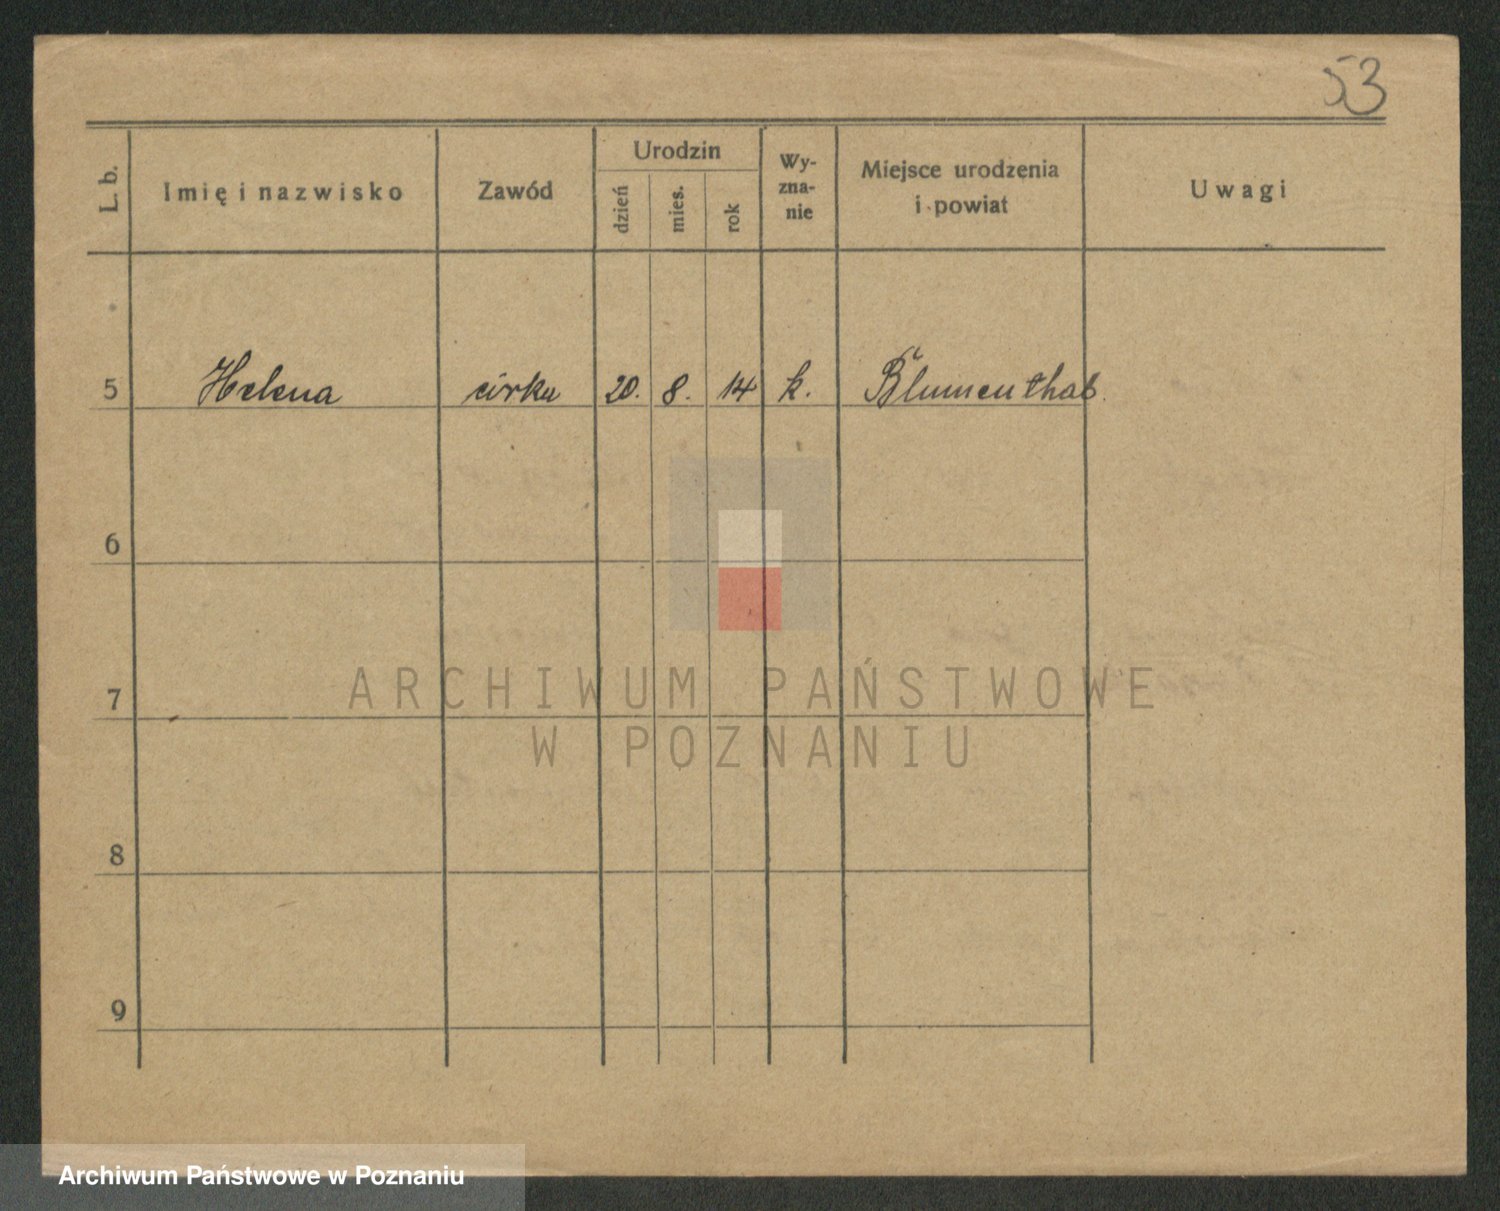 53
L. b.
Imię i nazwisko
Zawód
Urodzin
dzień
mies.
rok
Wy-
zna-
nie
Miejsce urodzenia
i powiat
Uwagi
5 Helena córka 20. 8. 14 k. Blumenthal
6
7
8
9
ARCHIWUM PAŃSTWOWE
W POZNANIU
Archiwum Państwowe w Poznaniu